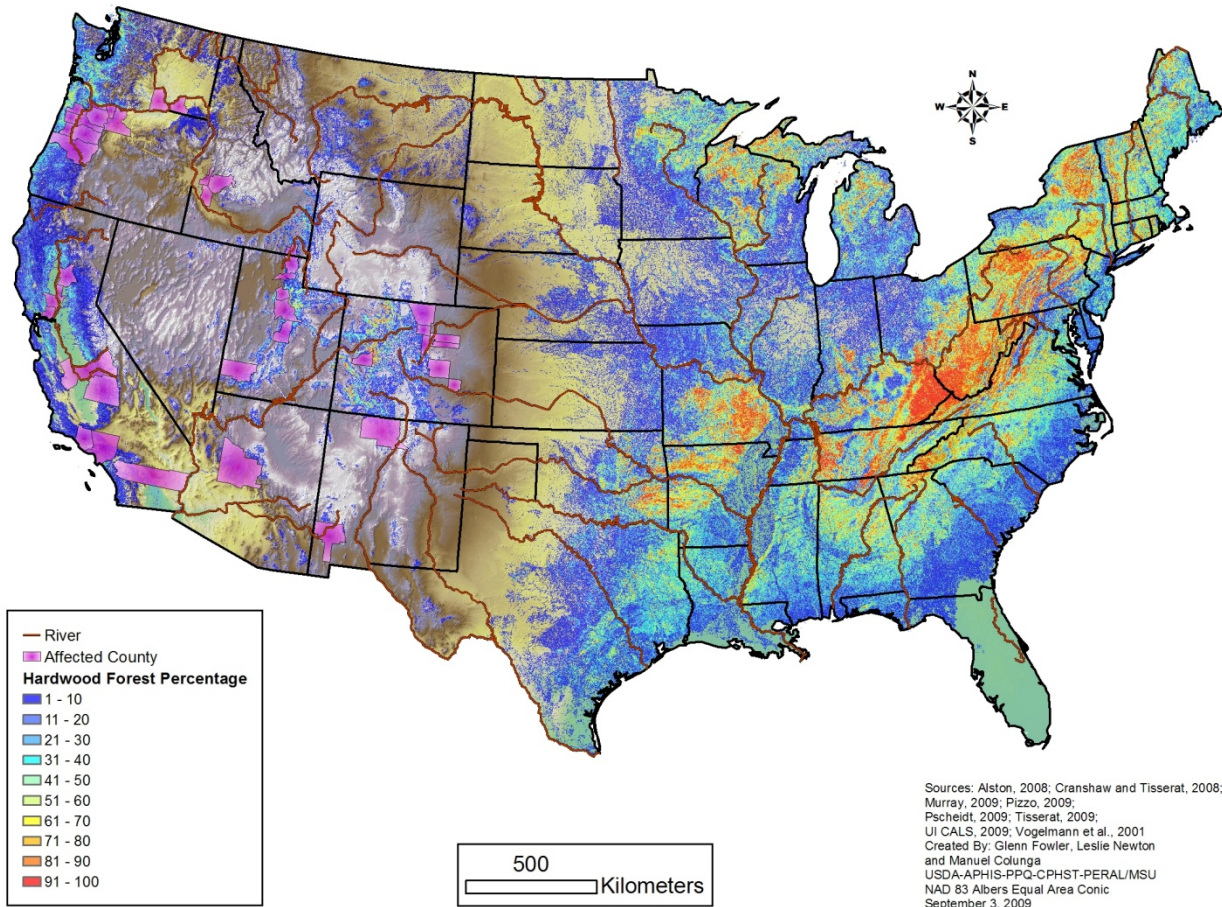 N
W E
S
River
Affected County
Hardwood Forest Percentage
1 - 10
11 - 20
21 - 30
31 - 40
41 - 50
51 - 60
61 - 70
71 - 80
81 - 90
91 - 100
500
Kilometers
Sources: Alston, 2008; Cranshaw and Tisserat, 2008;
Murray, 2009; Pizzo, 2009;
Pscheidt, 2009; Tisserat, 2009;
UI CALS, 2009; Vogelmann et al., 2001
Created By: Glenn Fowler, Leslie Newton
and Manuel Colunga
USDA-APHIS-PPQ-CPHST-PERAL/MSU
NAD 83 Albers Equal Area Conic
September 3, 2009